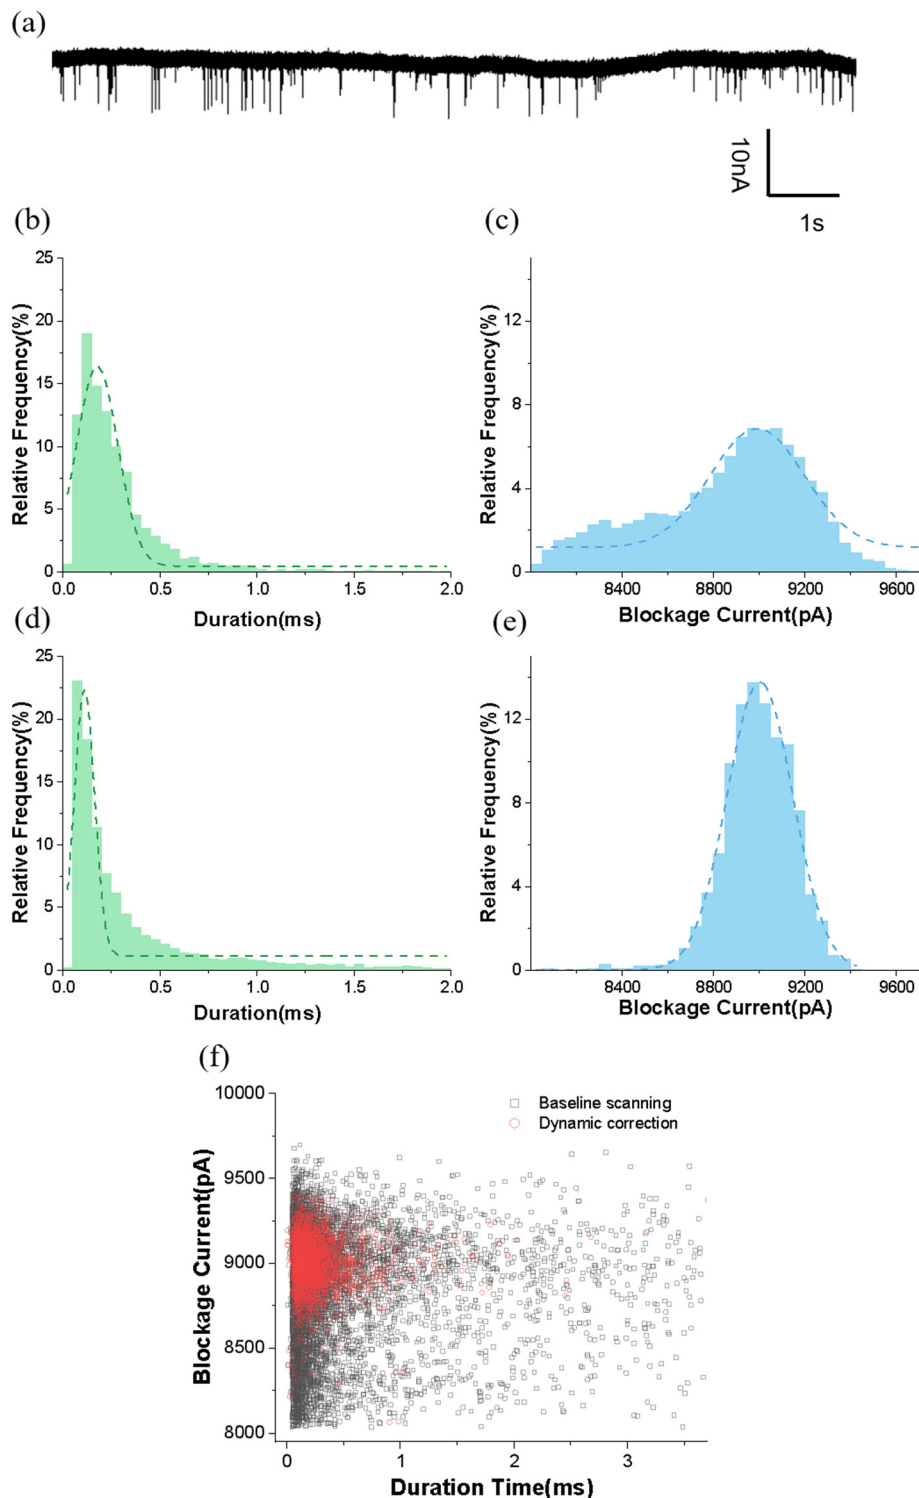 (a)
10nA
1s
(b)
(c)
25
20
15
10
5
0
Relative Frequency(%)
0.0 0.5 1.0 1.5 2.0
Duration(ms)
12
8
4
0
Relative Frequency(%)
8400 8800 9200 9600
Blockage Current(pA)
(d)
(e)
25
20
15
10
5
0
Relative Frequency(%)
0.0 0.5 1.0 1.5 2.0
Duration(ms)
12
8
4
0
Relative Frequency(%)
8400 8800 9200 9600
Blockage Current(pA)
(f)
10000
9500
9000
8500
8000
Blockage Current(pA)
Baseline scanning
Dynamic correction
0 1 2 3
Duration Time(ms)